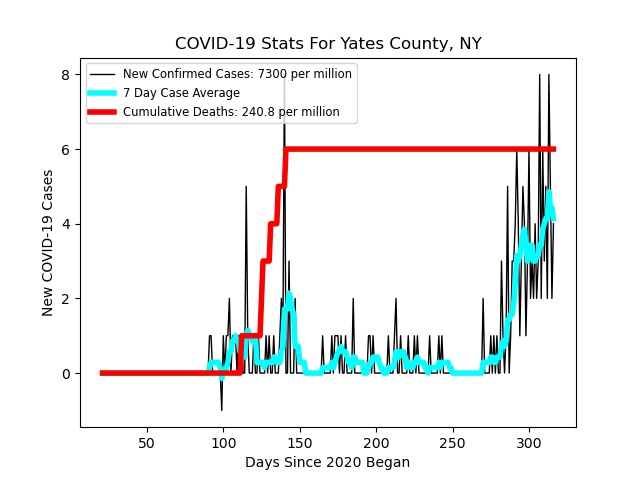 COVID-19 Stats For Yates County, NY
New Confirmed Cases: 7300 per million
7 Day Case Average
Cumulative Deaths: 240.8 per million
New COVID-19 Cases
8
6
4
2
0
50 100 150 200 250 300
Days Since 2020 Began